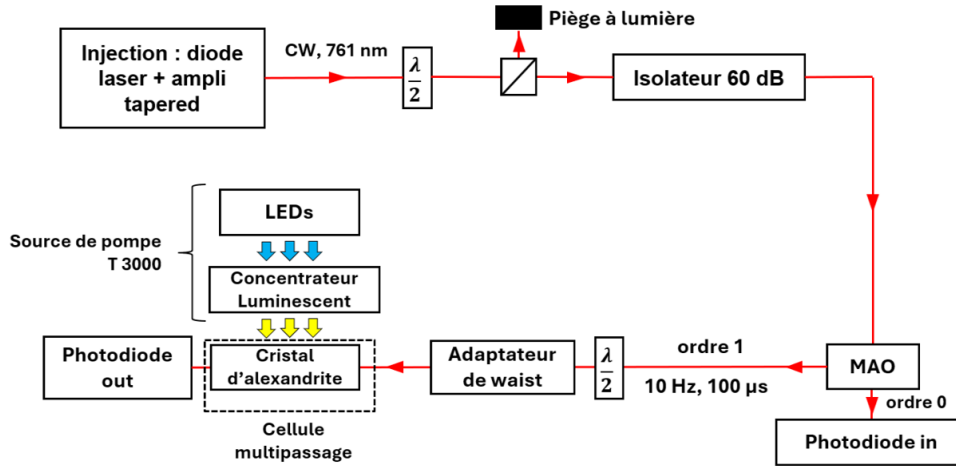 Piège à lumière
Injection : diode
laser + ampli
tapered
CW, 761 nm
λ
2
Isolateur 60 dB
LEDs
Source de pompe
T 3000
Concentrateur
Luminescent
Photodiode
out
Cristal
d’alexandrite
Cellule
multipassage
Adaptateur
de waist
λ
2
ordre 1
10 Hz, 100 µs
MAO
ordre 0
Photodiode in